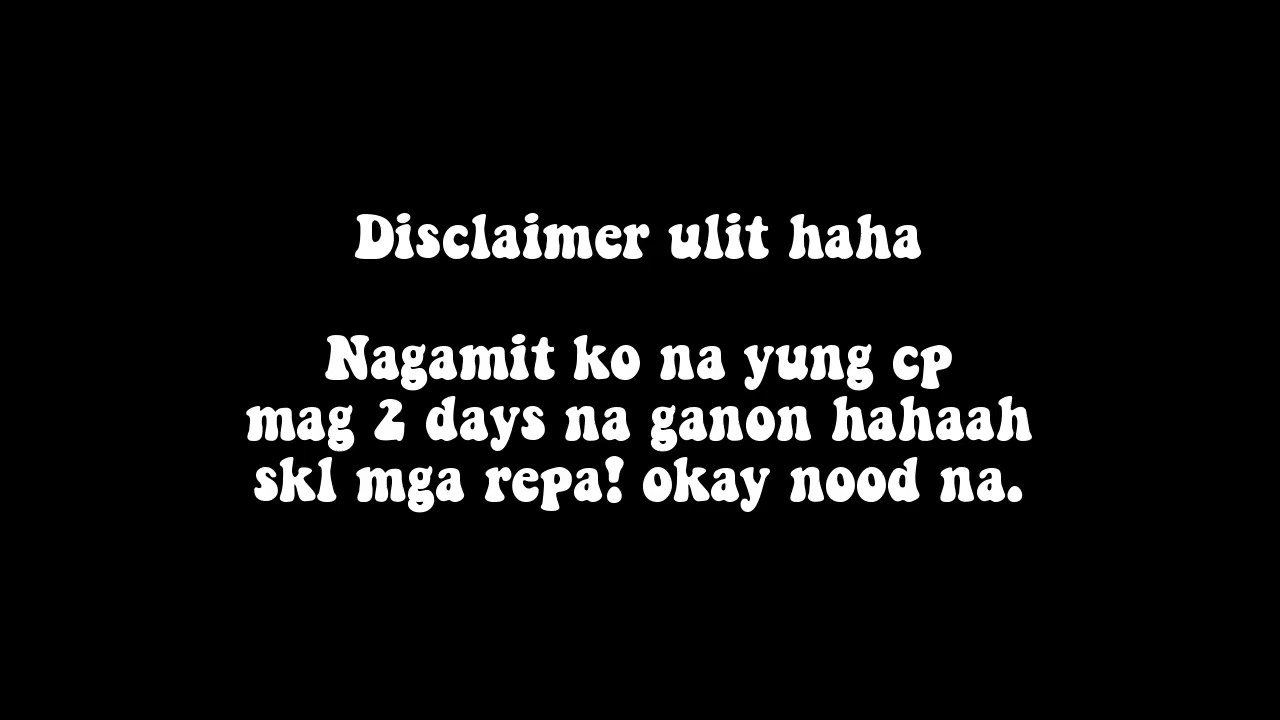 Disclaimer ulit haha
Nagamit ko na yung cp
mag 2 days na ganon hahaah
skl mga repa! okay nood na.